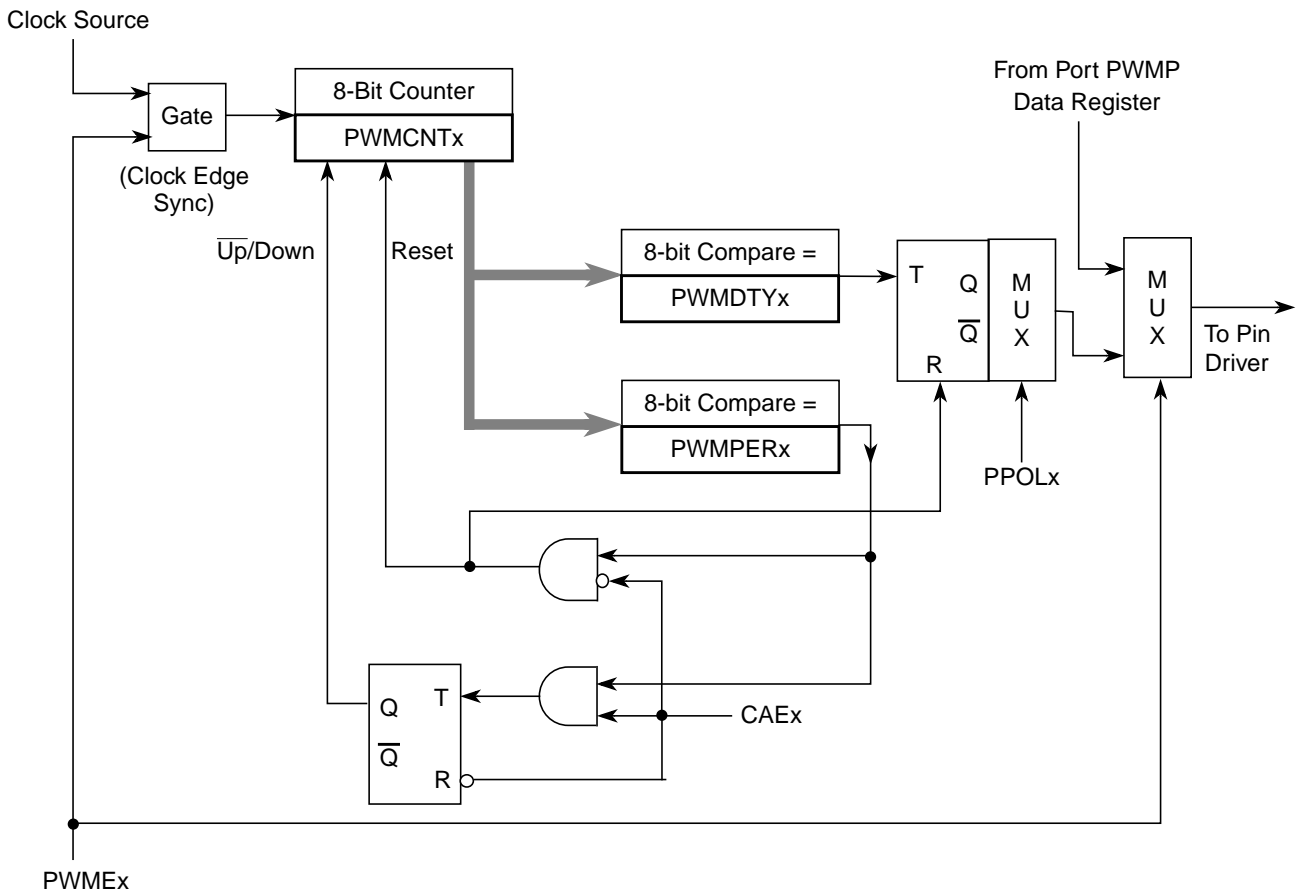 Clock Source
Gate
(Clock Edge
Sync)
8-Bit Counter
PWMCNTx
U̅p̅/Down
Reset
8-bit Compare =
PWMDTYx
8-bit Compare =
PWMPERx
T
Q
Q̅
R
M
U
X
PPOLx
From Port PWMP
Data Register
M
U
X
To Pin
Driver
Q
T
Q̅
R
CAEx
PWMEx